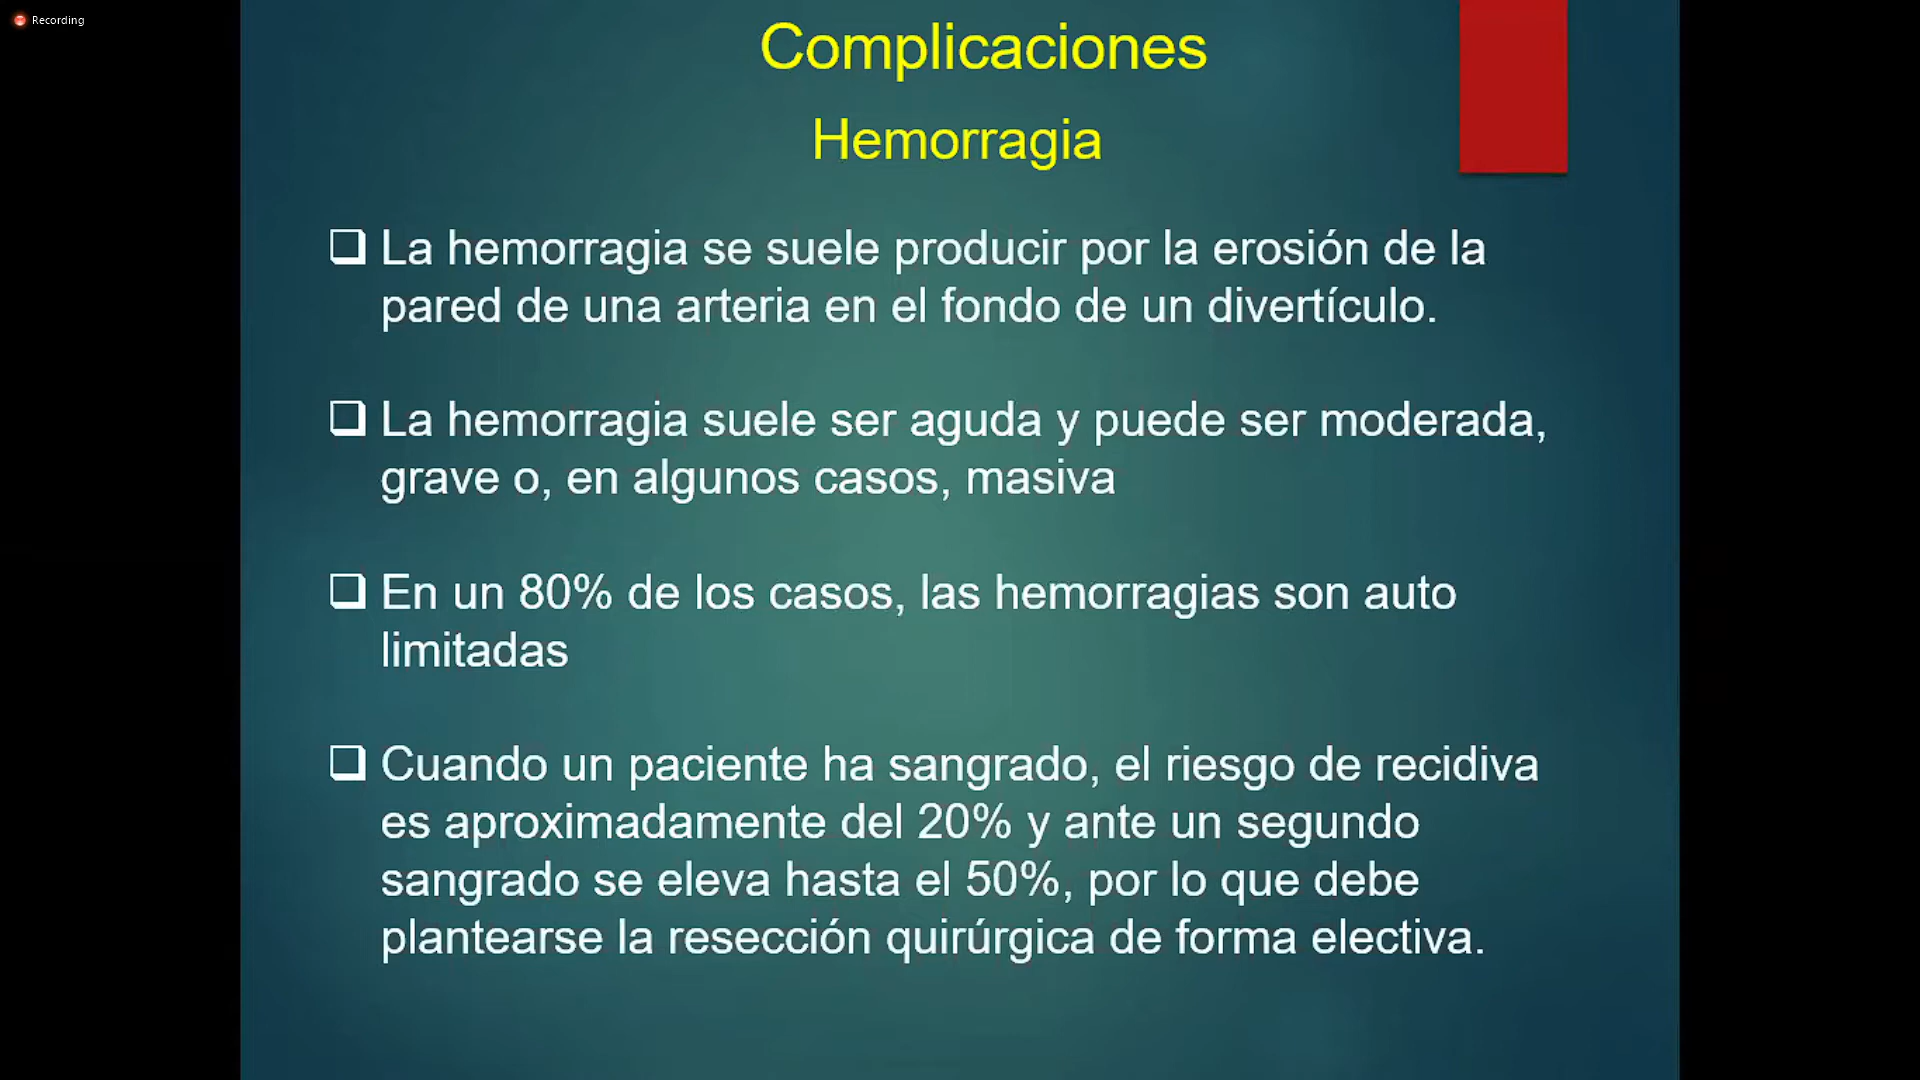 Recording
Complicaciones
Hemorragia
❑ La hemorragia se suele producir por la erosión de la
pared de una arteria en el fondo de un divertículo.
❑ La hemorragia suele ser aguda y puede ser moderada,
grave o, en algunos casos, masiva
❑ En un 80% de los casos, las hemorragias son auto
limitadas
❑ Cuando un paciente ha sangrado, el riesgo de recidiva
es aproximadamente del 20% y ante un segundo
sangrado se eleva hasta el 50%, por lo que debe
plantearse la resección quirúrgica de forma electiva.